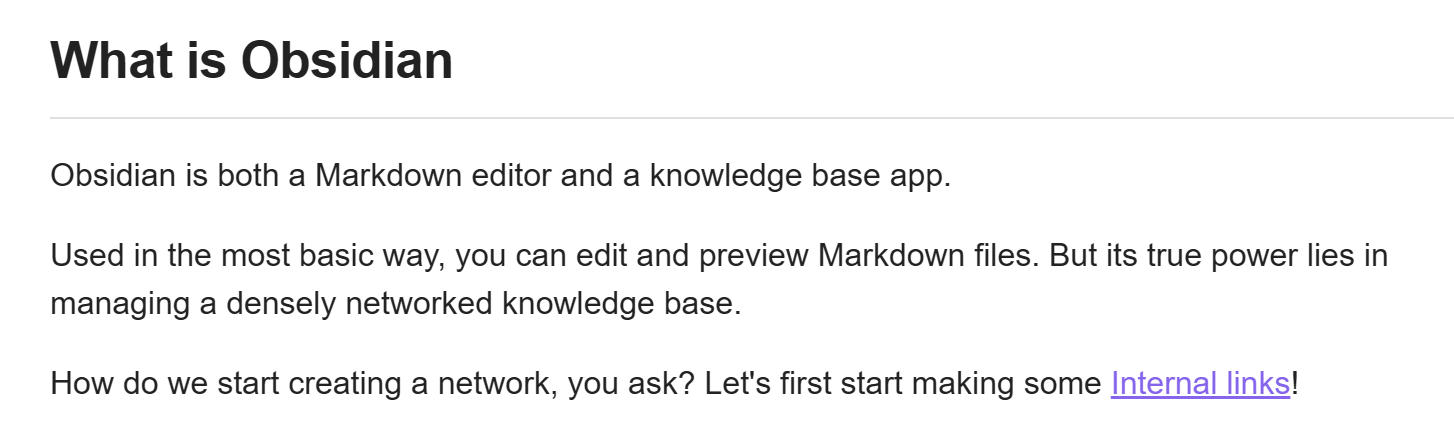 What is Obsidian
Obsidian is both a Markdown editor and a knowledge base app.
Used in the most basic way, you can edit and preview Markdown files. But its true power lies in
managing a densely networked knowledge base.
How do we start creating a network, you ask? Let's first start making some Internal links!